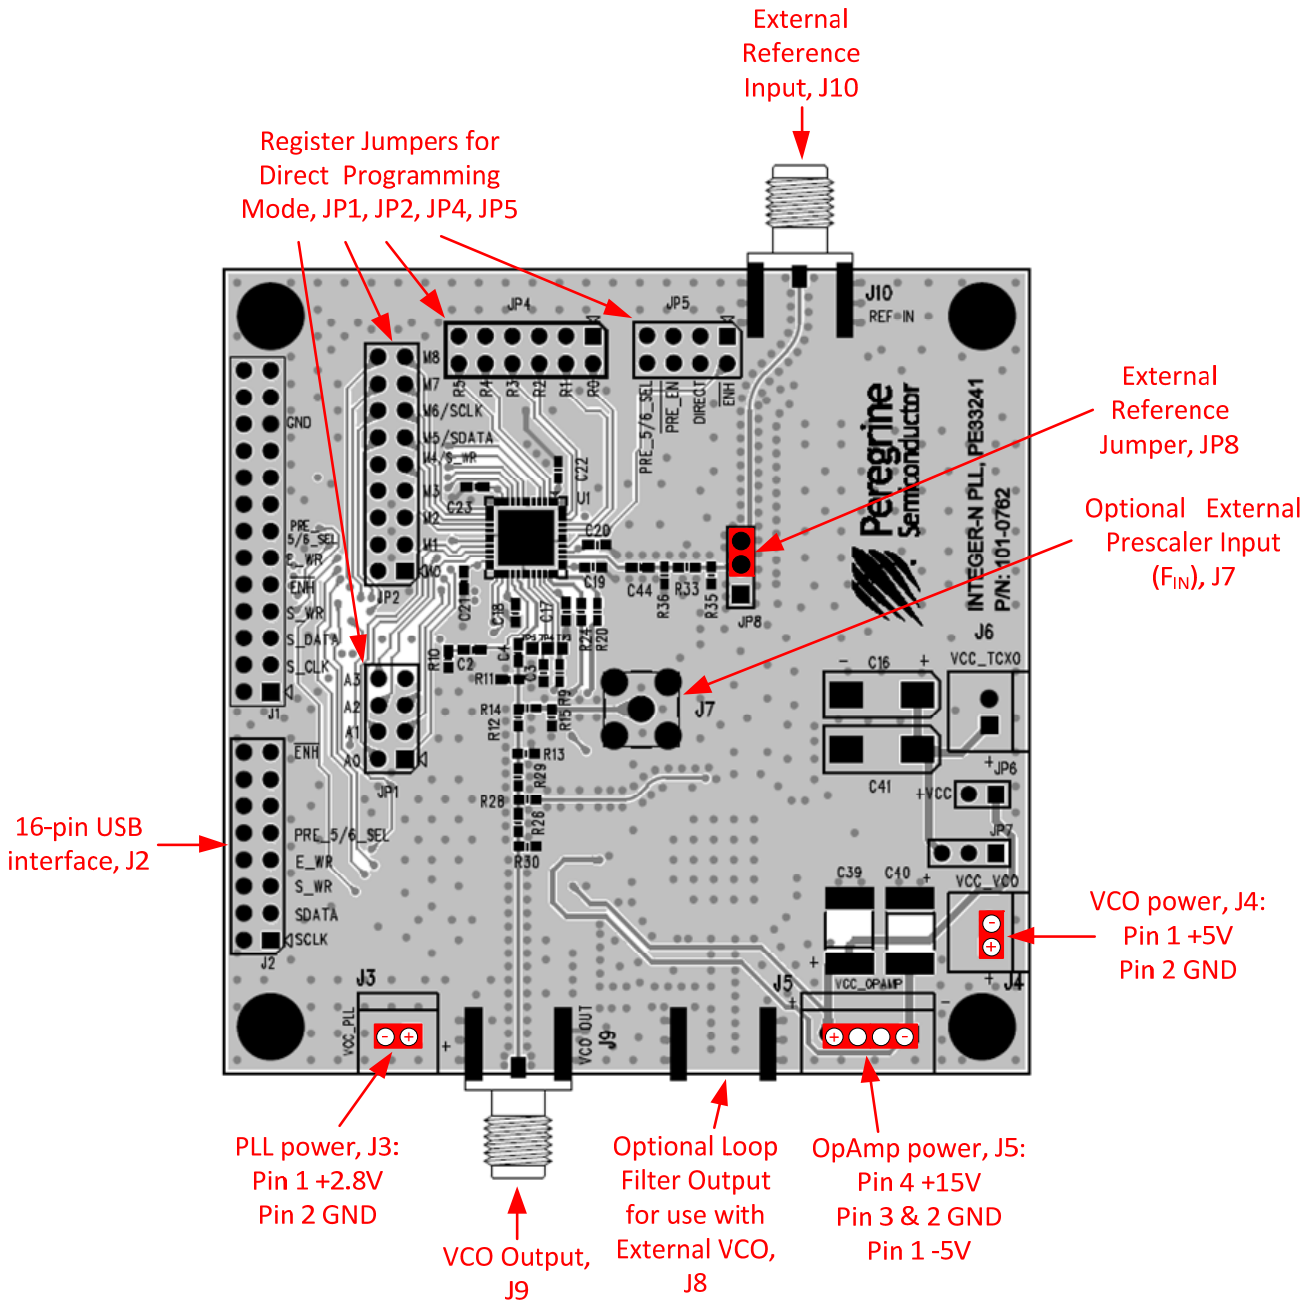 External
Reference
Input, J10
Register Jumpers for
Direct Programming
Mode, JP1, JP2, JP4, JP5
J10
REF IN
JP4
JP5
R5
R4
R3
R2
R1
R0
PRE_5/6_SEL
PRE_EN
DIRECT
ENH
M8
M7
M6/SCLK
M5/SDATA
M4/S_WR
M3
M2
M1
M0
JP2
GND
PRE_
5/6_SEL
E_WR
ENH
S_WR
S_DATA
S_CLK
J1
External
Reference
Jumper, JP8
Optional External
Prescaler Input
(FIN), J7
Peregrine
Semiconductor
INTEGER-N PLL, PE33241
P/N: 101-0762
C22
U1
C23
C20
C19
C21
C18
C17
C44
R36
R33
R35
JP8
R24
R20
R10
C2
C4
C3
R11
R9
R14
R12
R15
J7
R13
R29
R28
R26
R30
A3
A2
A1
A0
JP1
J6
VCC_TCXO
- C16 +
C41
+
JP6
+VCC
JP7
VCC_VCO
C39
C40
+
+
VCC_OPAMP
J5
+
-
+
J4
VCO power, J4:
Pin 1 +5V
Pin 2 GND
-
+
16-pin USB
interface, J2
ENH
PRE_5/6_SEL
E_WR
S_WR
SDATA
SCLK
J2
J3
VCC_PLL
- +
+
VCO OUT
J9
+ -
PLL power, J3:
Pin 1 +2.8V
Pin 2 GND
VCO Output,
J9
Optional Loop
Filter Output
for use with
External VCO,
J8
OpAmp power, J5:
Pin 4 +15V
Pin 3 & 2 GND
Pin 1 -5V